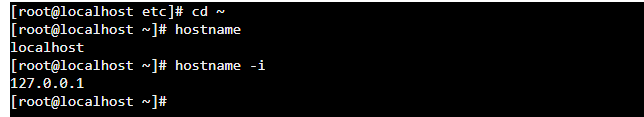 [root@localhost etc]# cd ~
[root@localhost ~]# hostname
localhost
[root@localhost ~]# hostname -i
127.0.0.1
[root@localhost ~]#